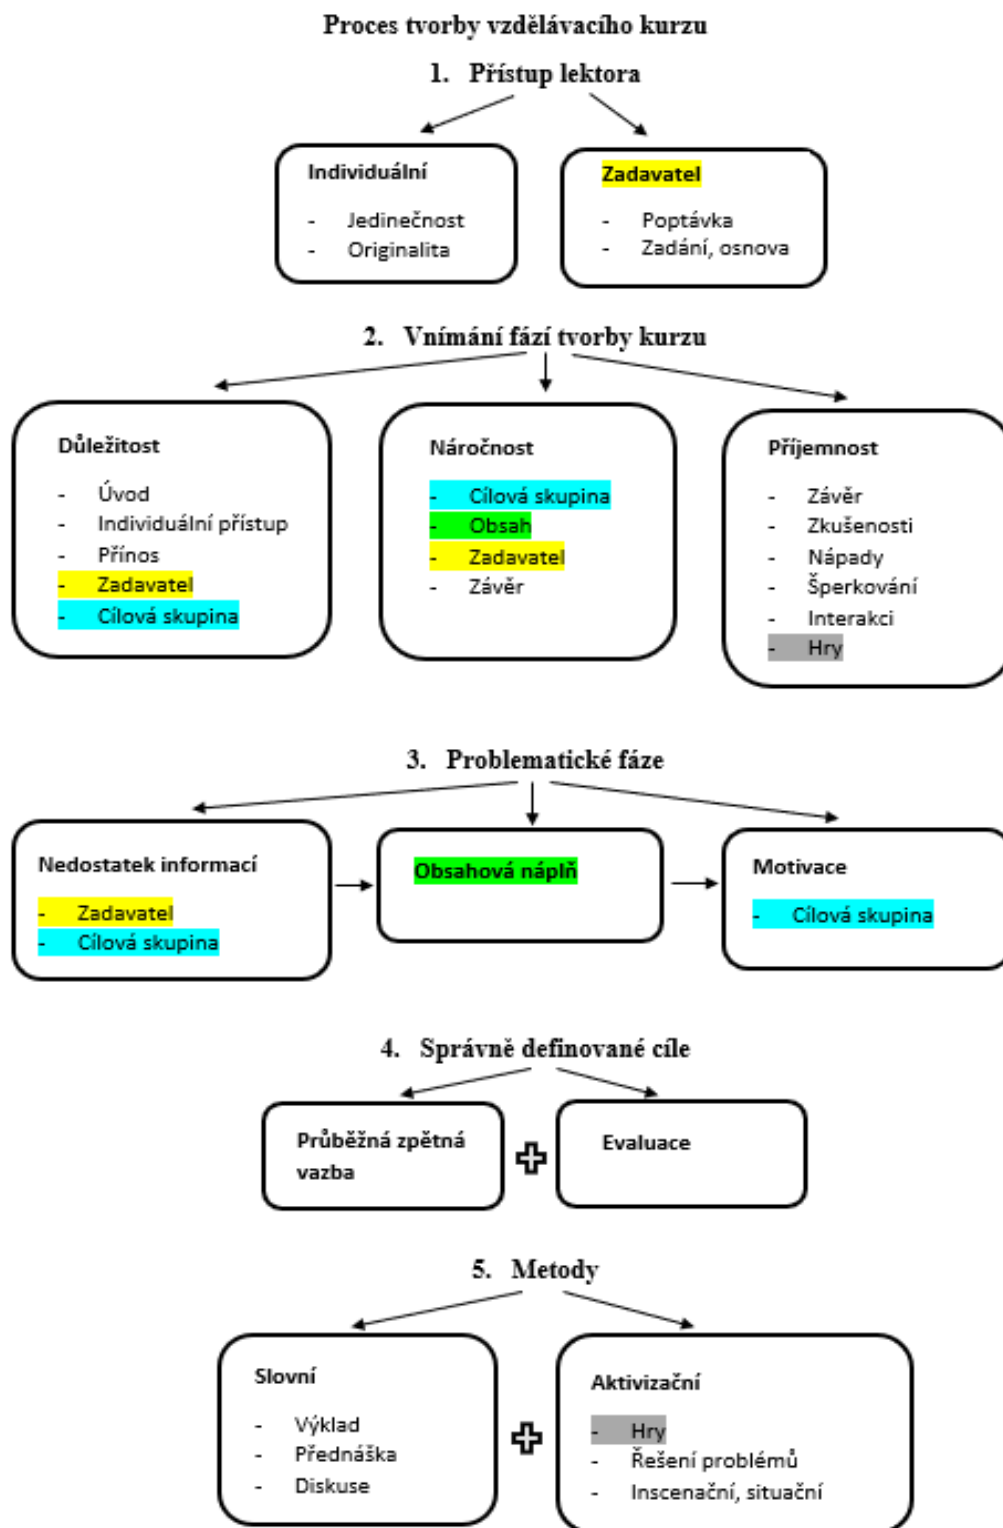 Proces tvorby vzdělávacího kurzu
1. Přístup lektora
Individuální
- Jedinečnost
- Originalita
Zadavatel
- Poptávka
- Zadání, osnova
2. Vnímání fází tvorby kurzu
Důležitost
- Úvod
- Individuální přístup
- Přínos
- Zadavatel
- Cílová skupina
Náročnost
- Cílová skupina
- Obsah
- Zadavatel
- Závěr
Příjemnost
- Závěr
- Zkušenosti
- Nápady
- Šperkování
- Interakci
- Hry
3. Problematické fáze
Nedostatek informací
- Zadavatel
- Cílová skupina
Obsahová náplň
Motivace
- Cílová skupina
4. Správně definované cíle
Průběžná zpětná
vazba
Evaluace
5. Metody
Slovní
- Výklad
- Přednáška
- Diskuse
Aktivizační
- Hry
- Řešení problémů
- Inscenační, situační